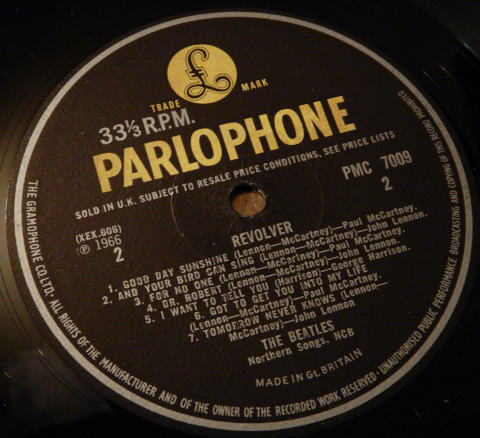 £
TRADE MARK
33⅓ R.P.M.
PARLOPHONE
SOLD IN U.K. SUBJECT TO RESALE PRICE CONDITIONS, SEE PRICE LISTS
PMC 7009
2
(XEX.606)
℗ 1966
2
REVOLVER
1. GOOD DAY SUNSHINE (Lennon—McCartney)—Paul McCartney.
2. AND YOUR BIRD CAN SING (Lennon—McCartney)—John Lennon.
3. FOR NO ONE (Lennon—McCartney)—Paul McCartney.
4. DR. ROBERT (Lennon—McCartney)—John Lennon.
5. I WANT TO TELL YOU (Harrison)—George Harrison.
6. GOT TO GET YOU INTO MY LIFE
(Lennon—McCartney)—Paul McCartney.
7. TOMORROW NEVER KNOWS (Lennon—
McCartney)—John Lennon
THE BEATLES
Northern Songs, NCB
MADE IN GT. BRITAIN
THE GRAMOPHONE CO. LTD. ALL RIGHTS OF THE MANUFACTURER AND OF THE OWNER OF THE RECORDED WORK RESERVED · UNAUTHORISED PUBLIC PERFORMANCE BROADCASTING AND COPYING OF THIS RECORD PROHIBITED